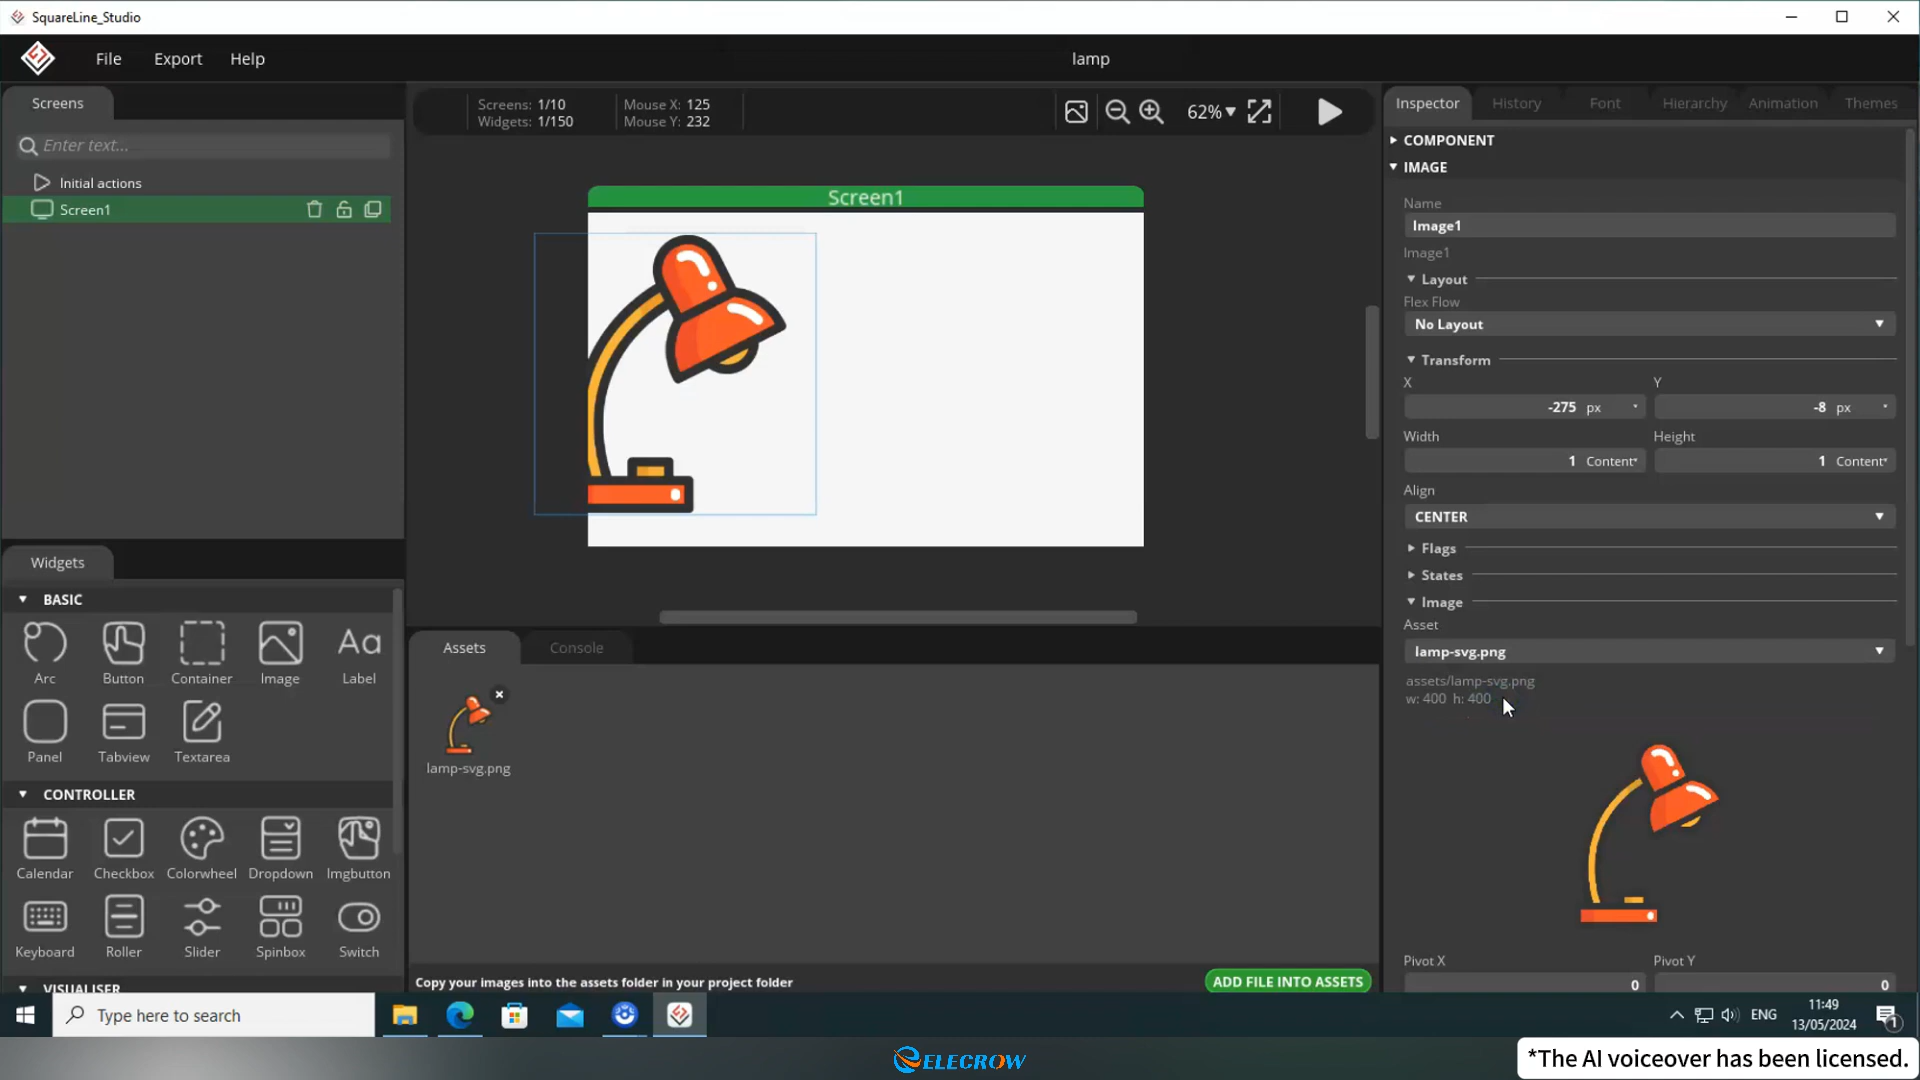 SquareLine_Studio
File Export Help
lamp
Screens
Enter text...
Initial actions
Screen1
Screens: 1/10
Widgets: 1/150
Mouse X: 125
Mouse Y: 232
62%
Screen1
Inspector History Font Hierarchy Animation Themes
COMPONENT
IMAGE
Name
Image1
Image1
Layout
Flex Flow
No Layout
Transform
X Y
-275 px -8 px
Width Height
1 Content 1 Content
Align
CENTER
Flags
States
Image
Asset
lamp-svg.png
assets/lamp-svg.png
w: 400 h: 400
Pivot X Pivot Y
0 0
Widgets
BASIC
Arc Button Container Image Label
Aa
Panel Tabview Textarea
CONTROLLER
Calendar Checkbox Colorwheel Dropdown Imgbutton
Keyboard Roller Slider Spinbox Switch
VISUALISER
Assets Console
lamp-svg.png
Copy your images into the assets folder in your project folder
ADD FILE INTO ASSETS
Type here to search
ENG
11:49
13/05/2024
1
ELECROW
*The AI voiceover has been licensed.